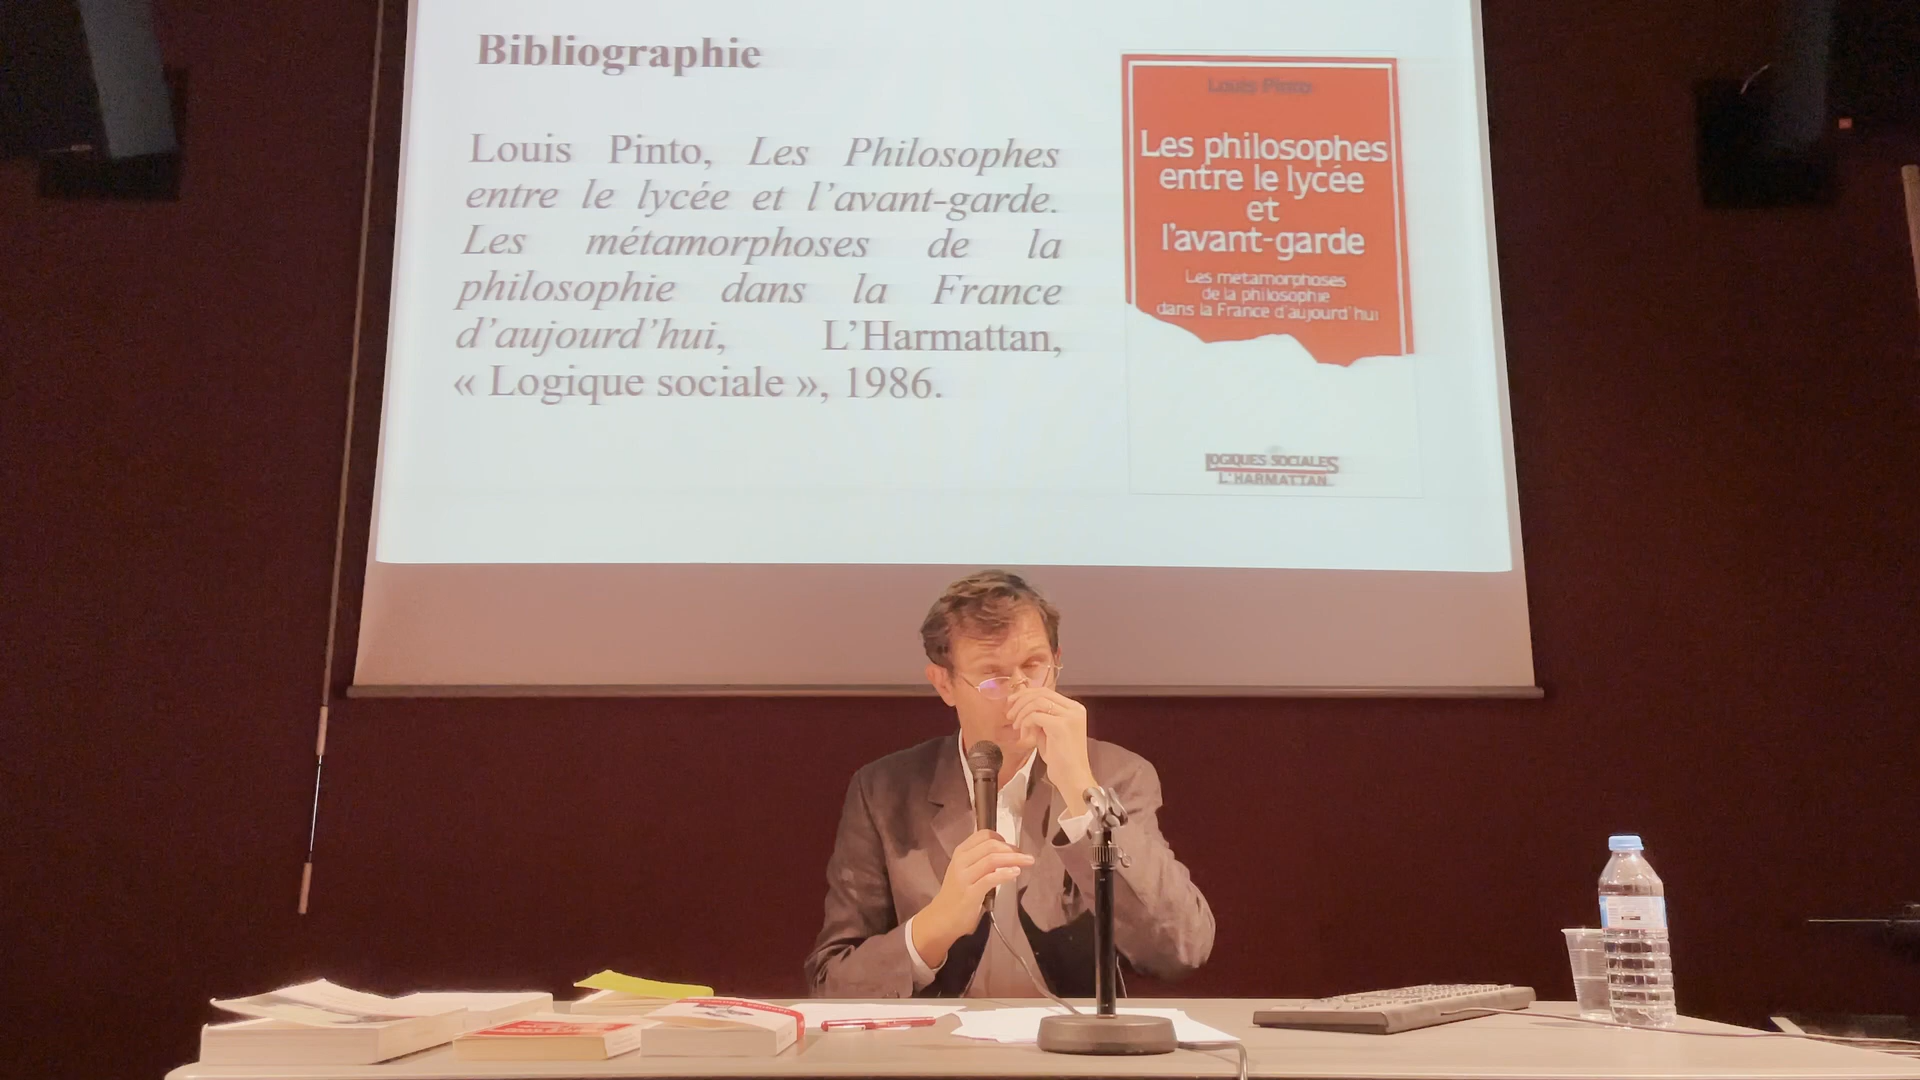 Bibliographie
Louis Pinto, Les Philosophes
entre le lycée et l'avant-garde.
Les métamorphoses de la
philosophie dans la France
d'aujourd'hui, L'Harmattan,
« Logique sociale », 1986.
Louis Pinto
Les philosophes
entre le lycée
et
l'avant-garde
Les métamorphoses
de la philosophie
dans la France d'aujourd'hui
LOGIQUES SOCIALES
L'HARMATTAN